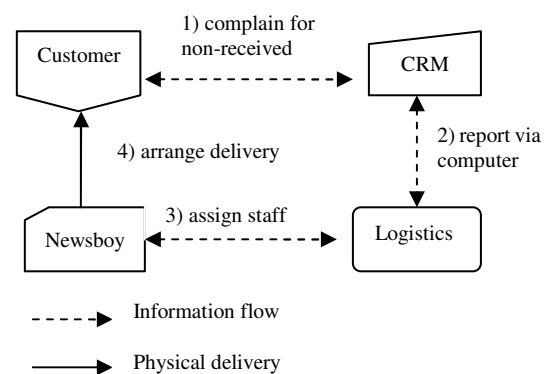 1) complain for
non-received
Customer
CRM
2) report via
computer
4) arrange delivery
3) assign staff
Newsboy
Logistics
Information flow
Physical delivery